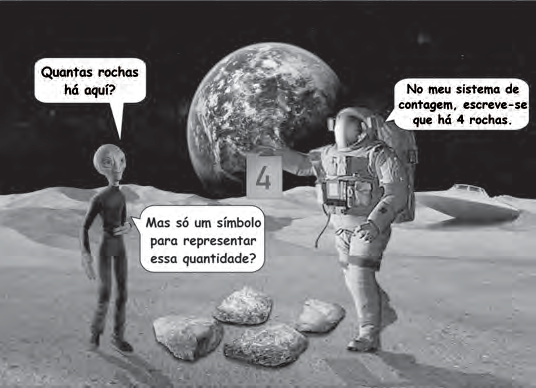 Quantas rochas
há aquí?
No meu sistema de
contagem, escreve-se
que há 4 rochas.
4
Mas só um símbolo
para representar
essa quantidade?